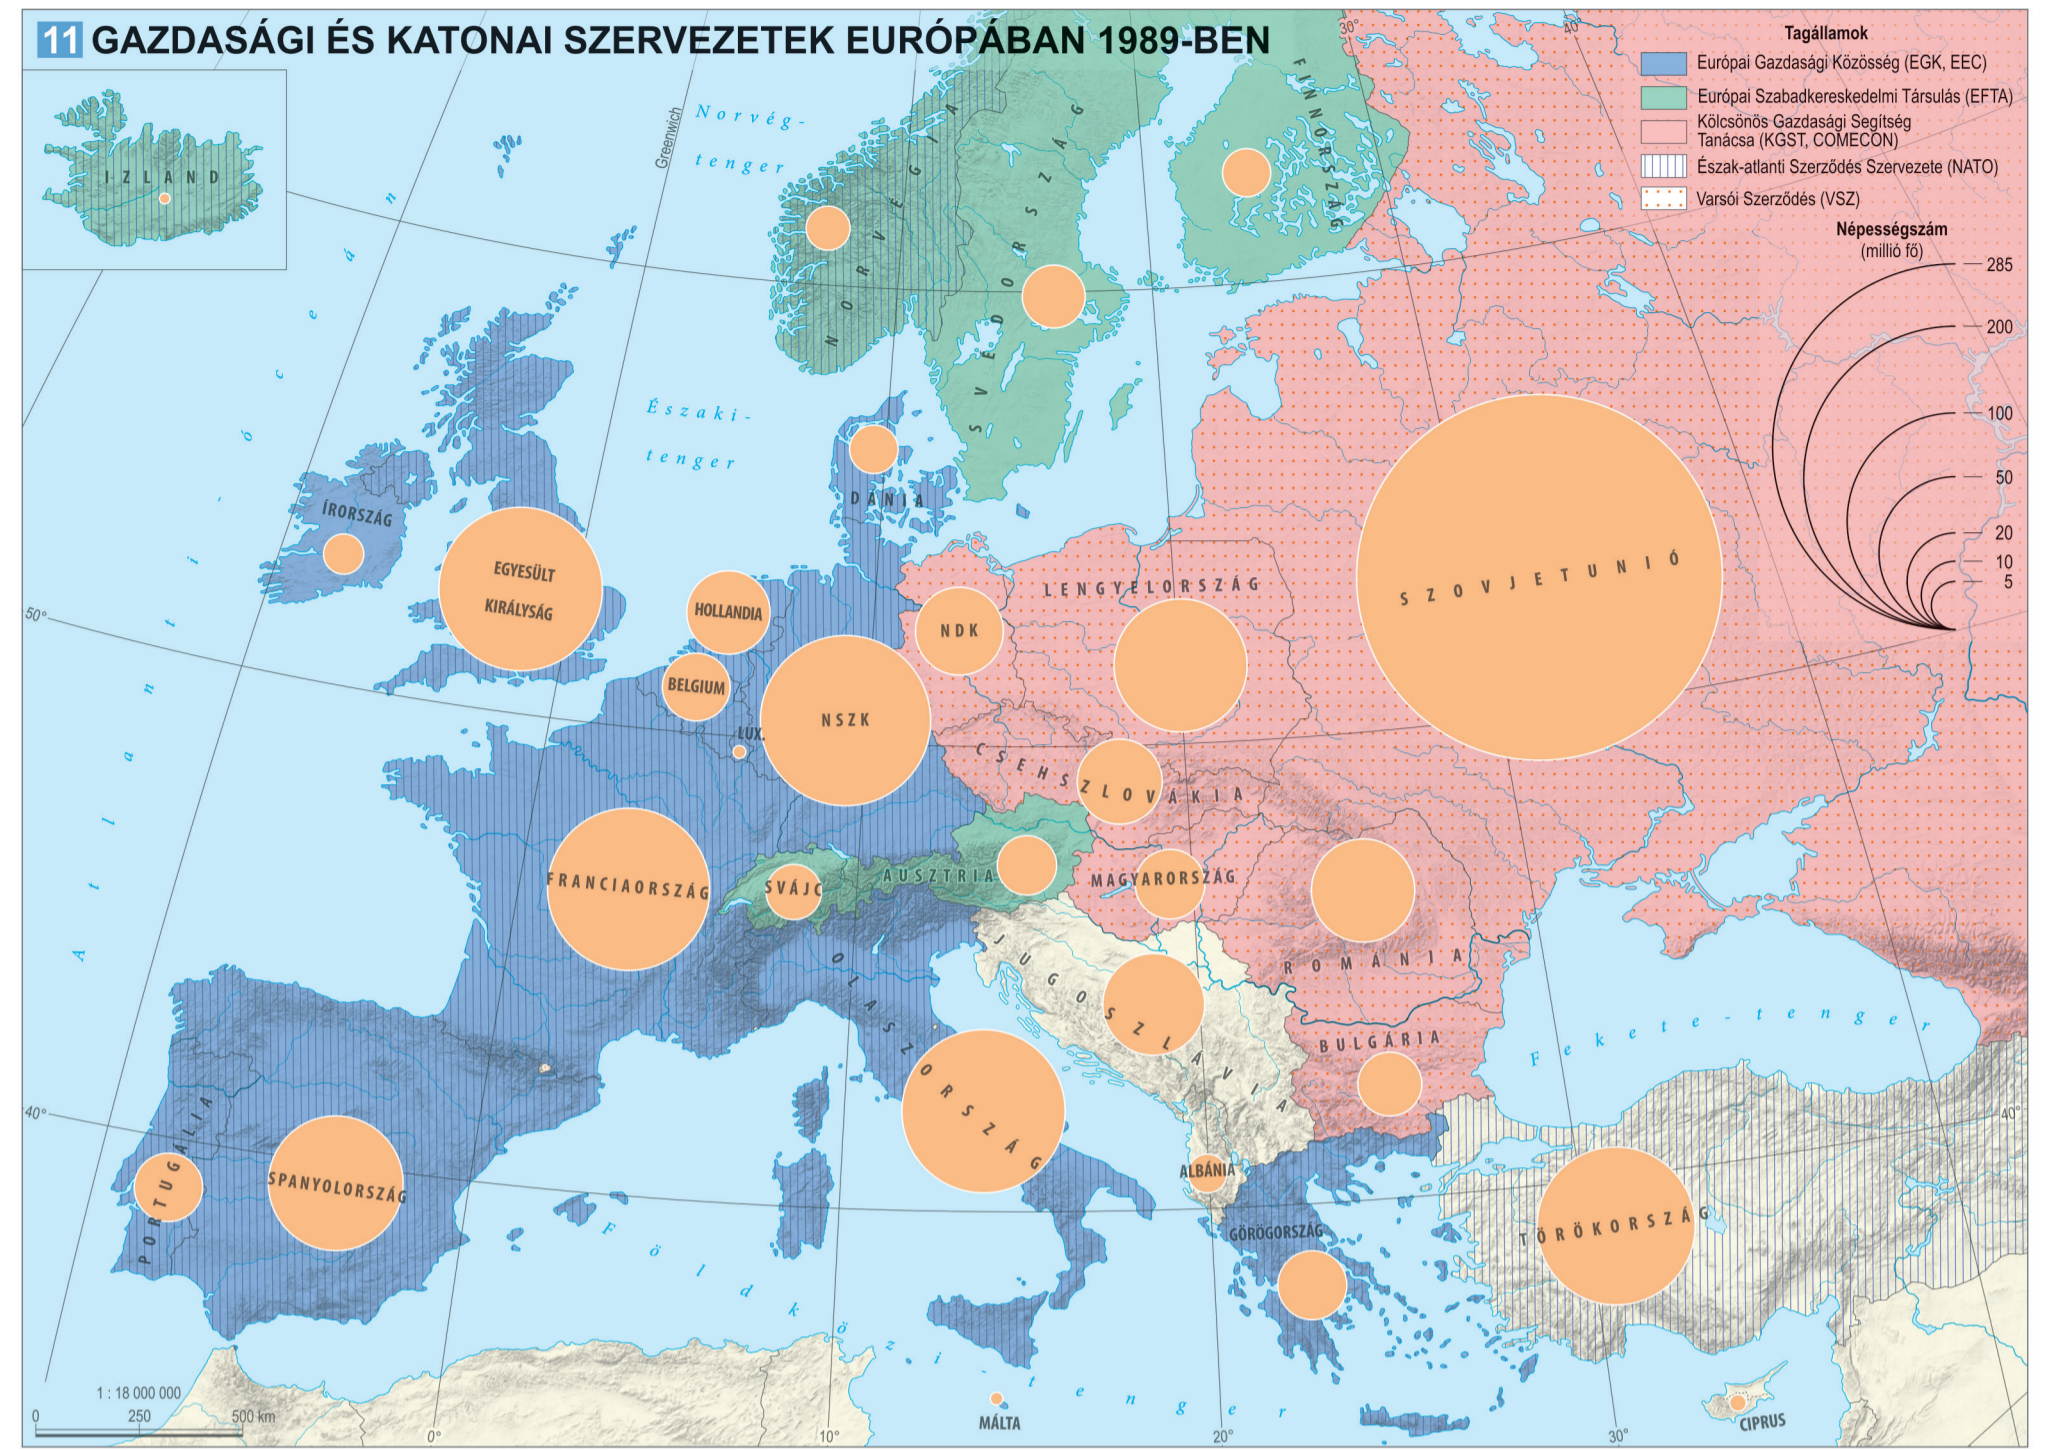 11 GAZDASÁGI ÉS KATONAI SZERVEZETEK EURÓPÁBAN 1989-BEN
Tagállamok
Európai Gazdasági Közösség (EGK, EEC)
Európai Szabadkereskedelmi Társulás (EFTA)
Kölcsönös Gazdasági Segítség
Tanácsa (KGST, COMECON)
Észak-atlanti Szerződés Szervezete (NATO)
Varsói Szerződés (VSZ)
Népességszám
(millió fő)
285
200
100
50
20
10
5
30°
40°
Greenwich
Norvég-
tenger
IZLAND
NORVÉGIA
SVÉDORSZÁG
FINNORSZÁG
Atlanti-óceán
Északi-
tenger
DÁNIA
ÍRORSZÁG
EGYESÜLT
KIRÁLYSÁG
HOLLANDIA
BELGIUM
LUX.
NSZK
NDK
LENGYELORSZÁG
SZOVJETUNIÓ
50°
CSEHSZLOVÁKIA
FRANCIAORSZÁG
SVÁJC
AUSZTRIA
MAGYARORSZÁG
ROMÁNIA
JUGOSZLÁVIA
OLASZORSZÁG
BULGÁRIA
Fekete-tenger
40°
40°
PORTUGÁLIA
SPANYOLORSZÁG
ALBÁNIA
GÖRÖGORSZÁG
TÖRÖKORSZÁG
Földközi-tenger
MÁLTA
CIPRUS
1 : 18 000 000
0 250 500 km
0°
10°
20°
30°